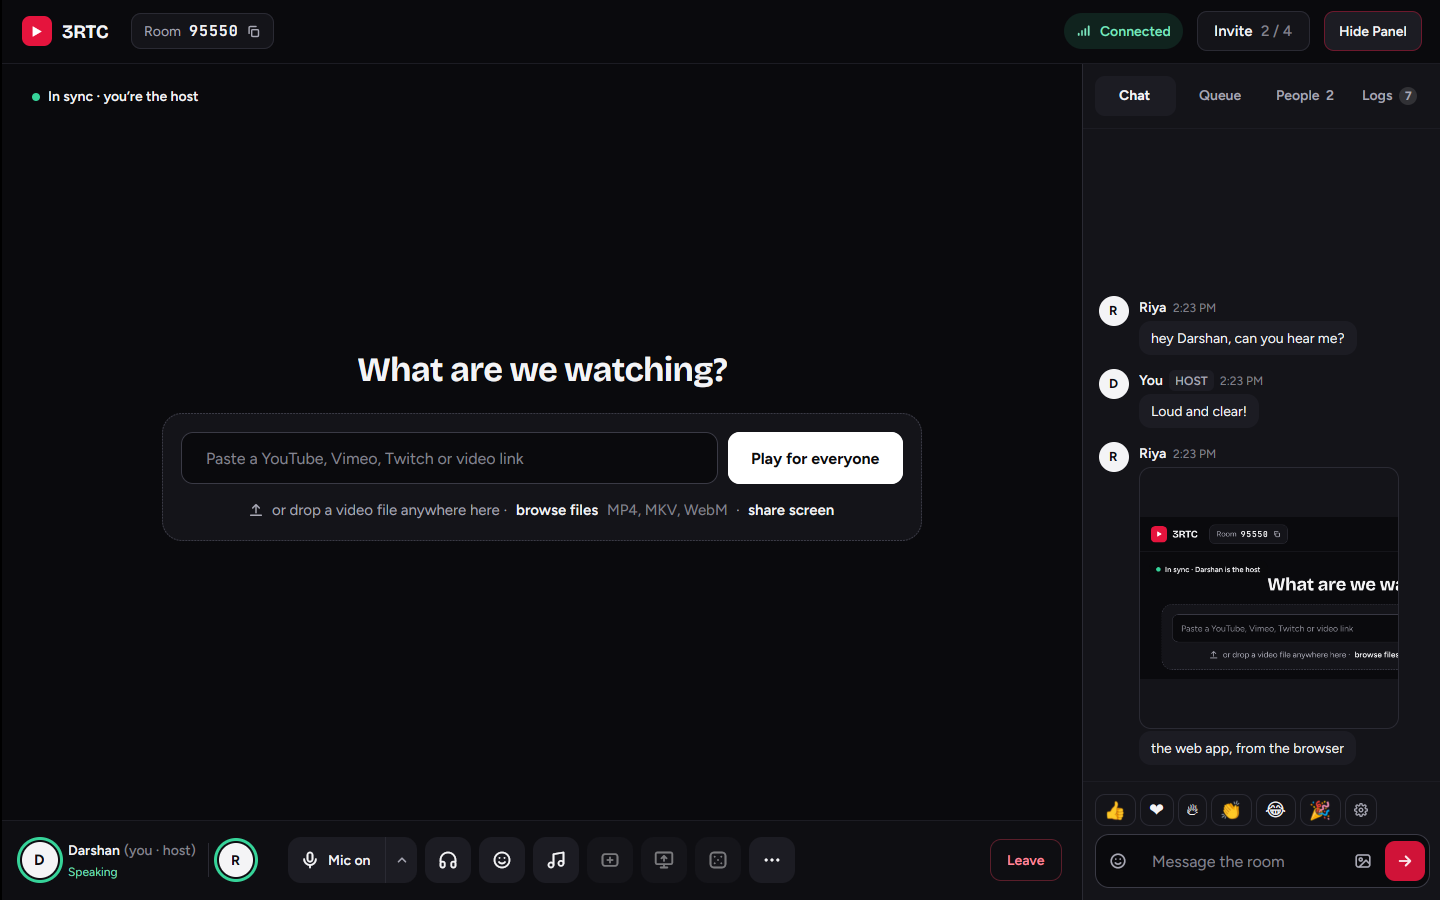 3RTC
Room 95550
Connected
Invite 2 / 4
Hide Panel
In sync · you're the host
Chat
Queue
People 2
Logs 7
What are we watching?
Paste a YouTube, Vimeo, Twitch or video link
Play for everyone
or drop a video file anywhere here · browse files MP4, MKV, WebM · share screen
R
Riya 2:23 PM
hey Darshan, can you hear me?
D
You HOST 2:23 PM
Loud and clear!
R
Riya 2:23 PM
3RTC
Room 95550
In sync · Darshan is the host
What are we wa
Paste a YouTube, Vimeo, Twitch or video link
or drop a video file anywhere here · browse files
the web app, from the browser
D
Darshan (you · host)
Speaking
R
Mic on
Leave
Message the room